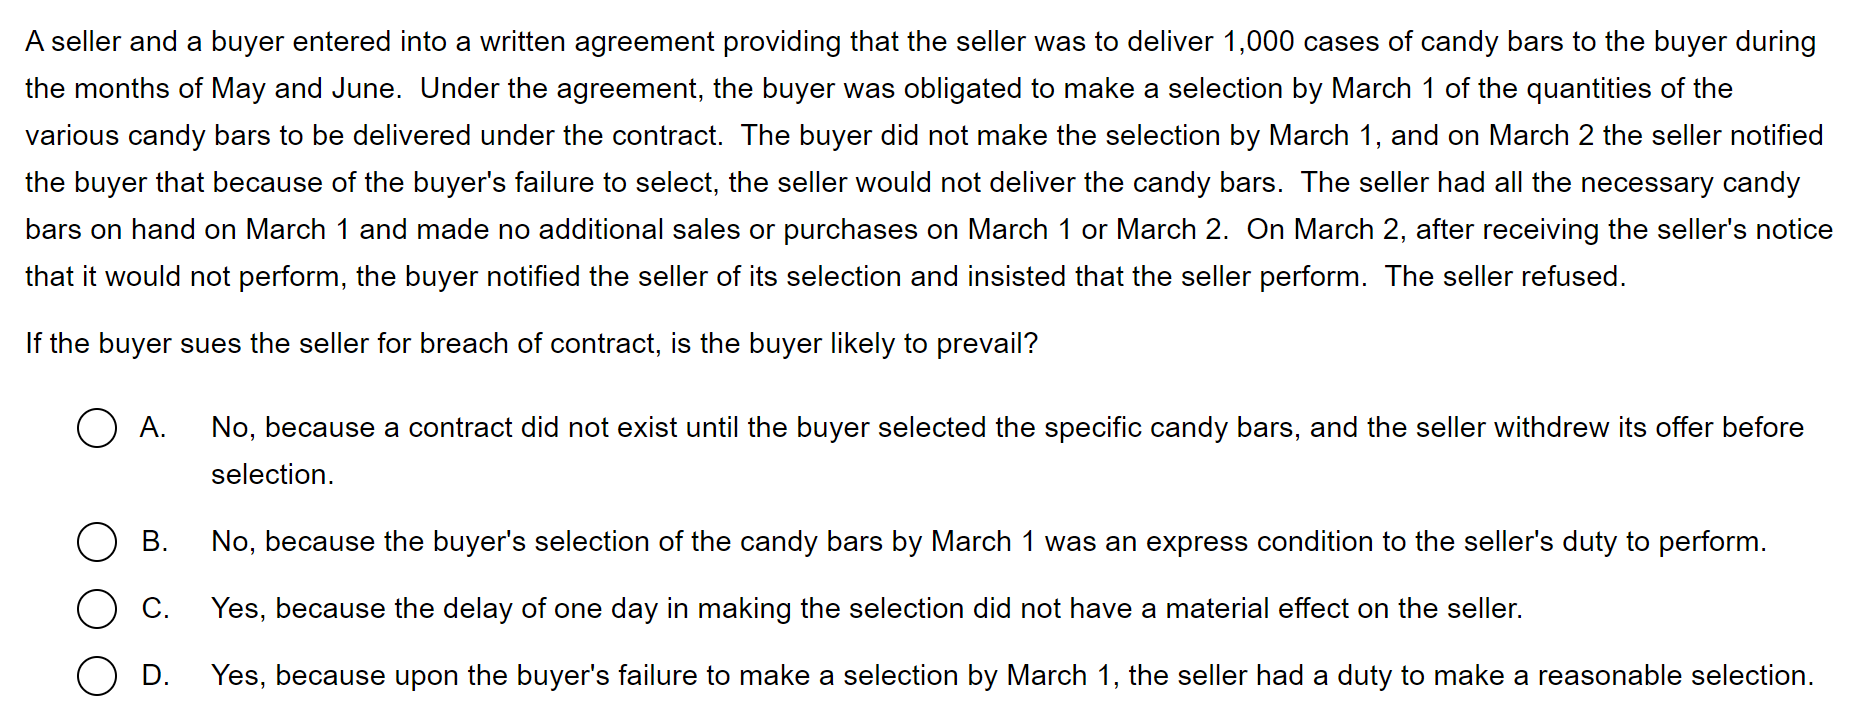 A seller and a buyer entered into a written agreement providing that the seller was to deliver 1,000 cases of candy bars to the buyer during
the months of May and June.  Under the agreement, the buyer was obligated to make a selection by March 1 of the quantities of the
various candy bars to be delivered under the contract.  The buyer did not make the selection by March 1, and on March 2 the seller notified
the buyer that because of the buyer's failure to select, the seller would not deliver the candy bars.  The seller had all the necessary candy
bars on hand on March 1 and made no additional sales or purchases on March 1 or March 2.  On March 2, after receiving the seller's notice
that it would not perform, the buyer notified the seller of its selection and insisted that the seller perform.  The seller refused.
If the buyer sues the seller for breach of contract, is the buyer likely to prevail?
A. No, because a contract did not exist until the buyer selected the specific candy bars, and the seller withdrew its offer before
selection.
B. No, because the buyer's selection of the candy bars by March 1 was an express condition to the seller's duty to perform.
C. Yes, because the delay of one day in making the selection did not have a material effect on the seller.
D. Yes, because upon the buyer's failure to make a selection by March 1, the seller had a duty to make a reasonable selection.